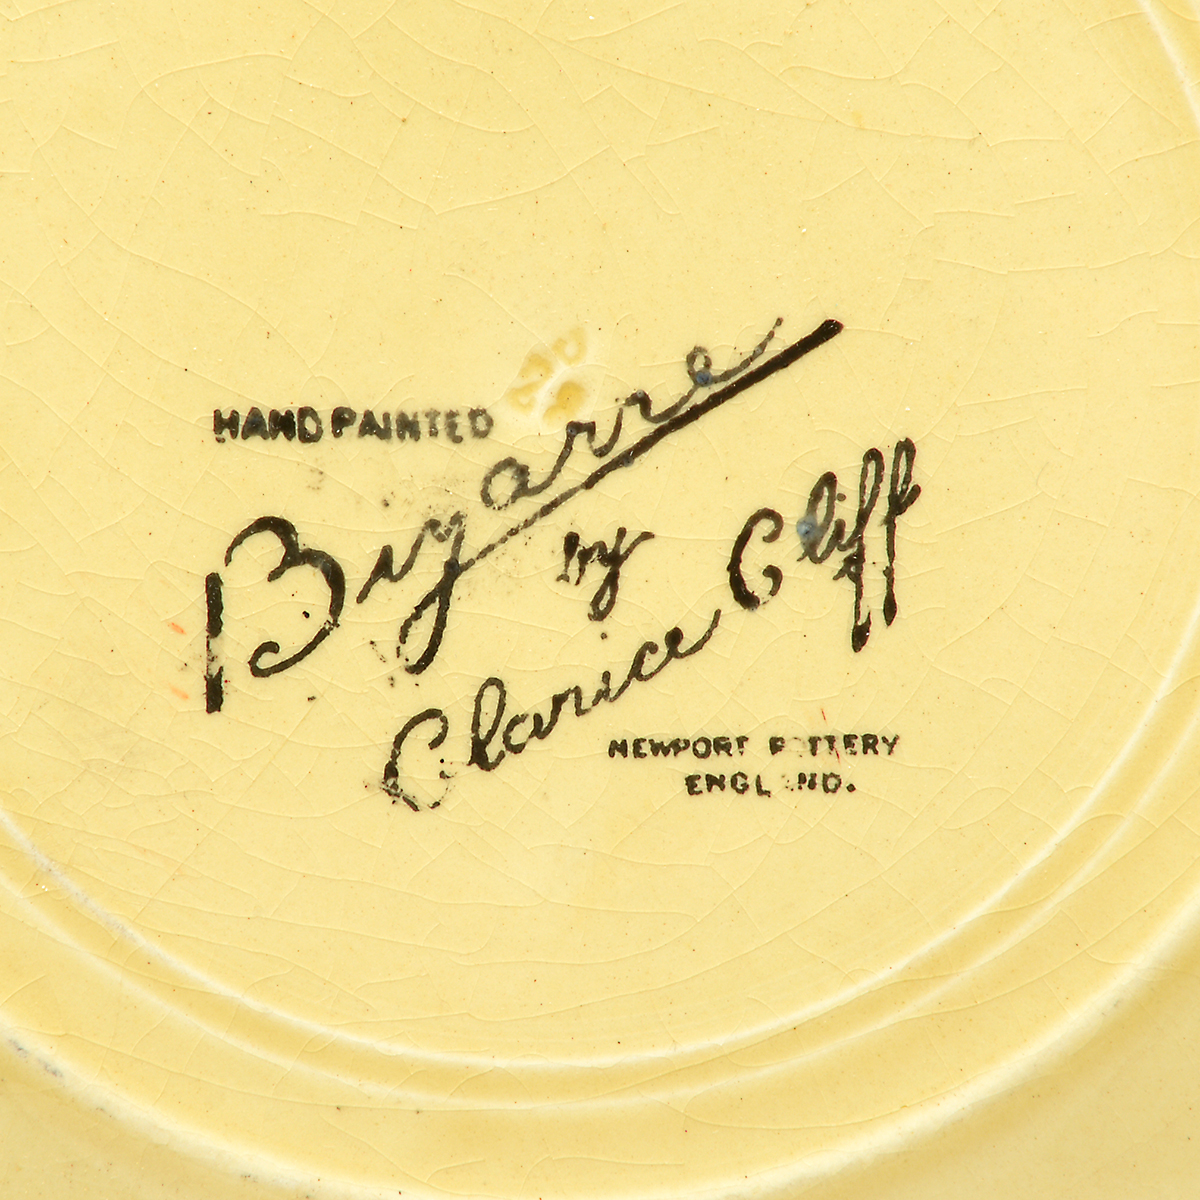 HAND PAINTED
Bizarre
by
Clarice Cliff
NEWPORT POTTERY
ENGLAND.